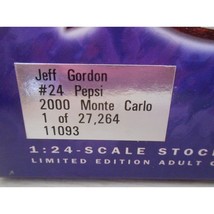 Jeff Gordon
#24 Pepsi
2000 Monte Carlo
1 of 27,264
11093
1:24-SCALE STOCK
LIMITED EDITION ADULT